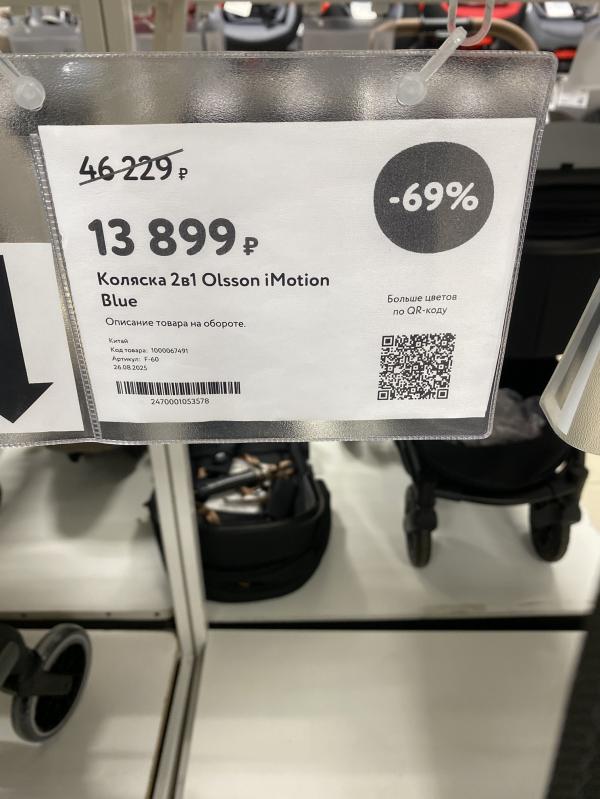 46 229 ₽
-69%
13 899 ₽
Коляска 2в1 Olsson iMotion
Blue
Описание товара на обороте.
Больше цветов
по QR-коду
Китай
Код товара: 1000067491
Артикул: F-60
26.08.2025
2470001053578